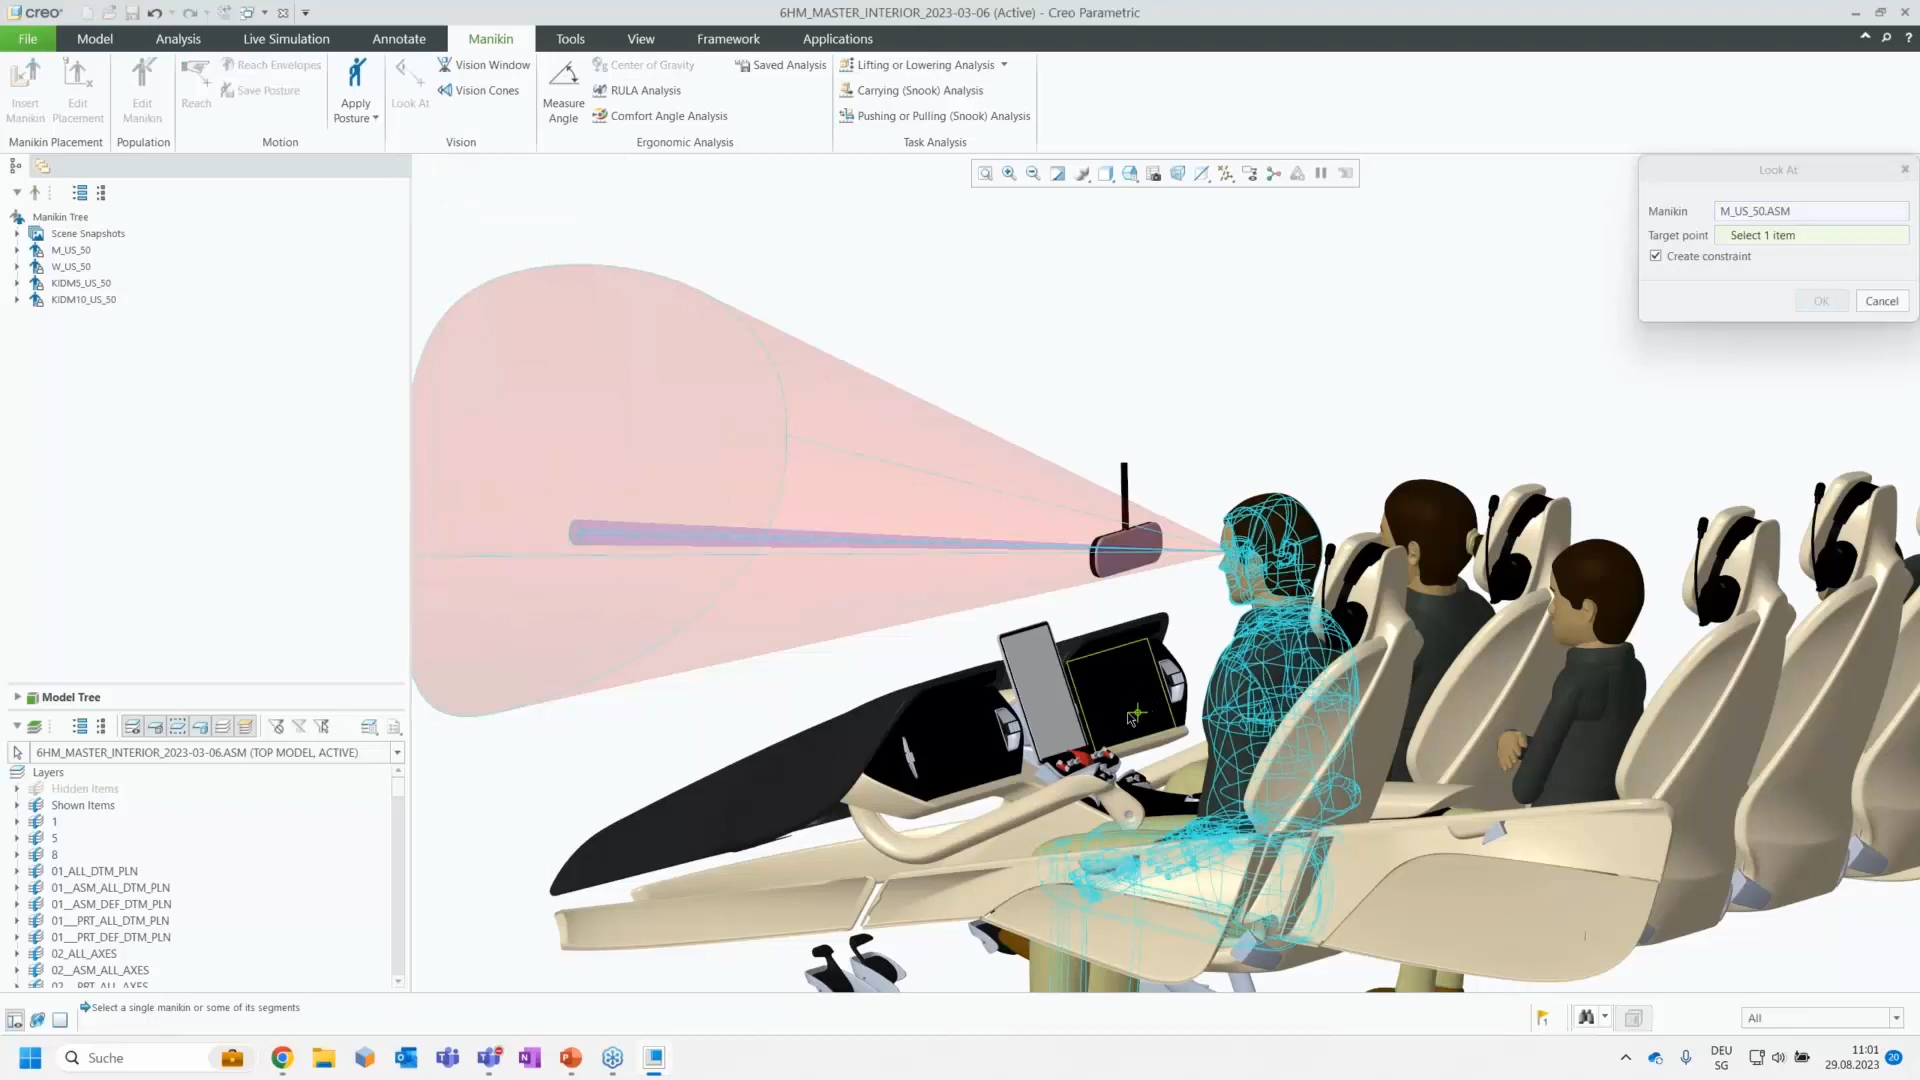 creo
6HM_MASTER_INTERIOR_2023-03-06 (Active) - Creo Parametric
File
Model
Analysis
Live Simulation
Annotate
Manikin
Tools
View
Framework
Applications
Insert Manikin
Edit Placement
Manikin Placement
Edit Manikin
Population
Reach
Reach Envelopes
Save Posture
Apply Posture
Motion
Look At
Vision Window
Vision Cones
Vision
Measure Angle
Center of Gravity
RULA Analysis
Comfort Angle Analysis
Saved Analysis
Ergonomic Analysis
Lifting or Lowering Analysis
Carrying (Snook) Analysis
Pushing or Pulling (Snook) Analysis
Task Analysis
Manikin Tree
Scene Snapshots
M_US_50
W_US_50
KIDM5_US_50
KIDM10_US_50
Look At
Manikin M_US_50.ASM
Target point Select 1 item
Create constraint
OK Cancel
Model Tree
6HM_MASTER_INTERIOR_2023-03-06.ASM (TOP MODEL, ACTIVE)
Layers
Hidden Items
Shown Items
1
5
8
01_ALL_DTM_PLN
01__ASM_ALL_DTM_PLN
01__ASM_DEF_DTM_PLN
01___PRT_ALL_DTM_PLN
01___PRT_DEF_DTM_PLN
02_ALL_AXES
02__ASM_ALL_AXES
02__PRT_ALL_AXES
Select a single manikin or some of its segments
1
All
Suche
DEU
SG
11:01
29.08.2023
20